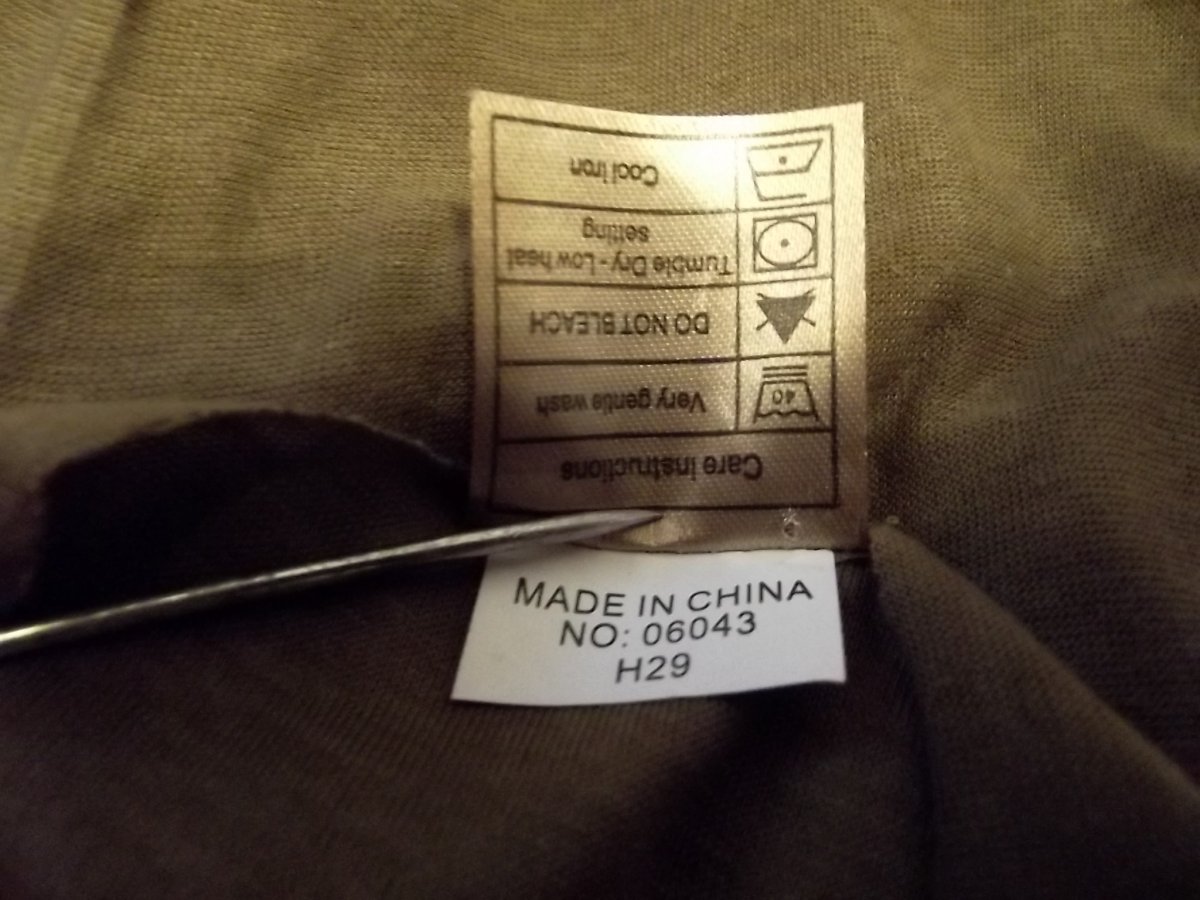 Care instructions
40
Very gentle wash
DO NOT BLEACH
Tumble Dry - Low heat
setting
Cool Iron
MADE IN CHINA
NO: 06043
H29